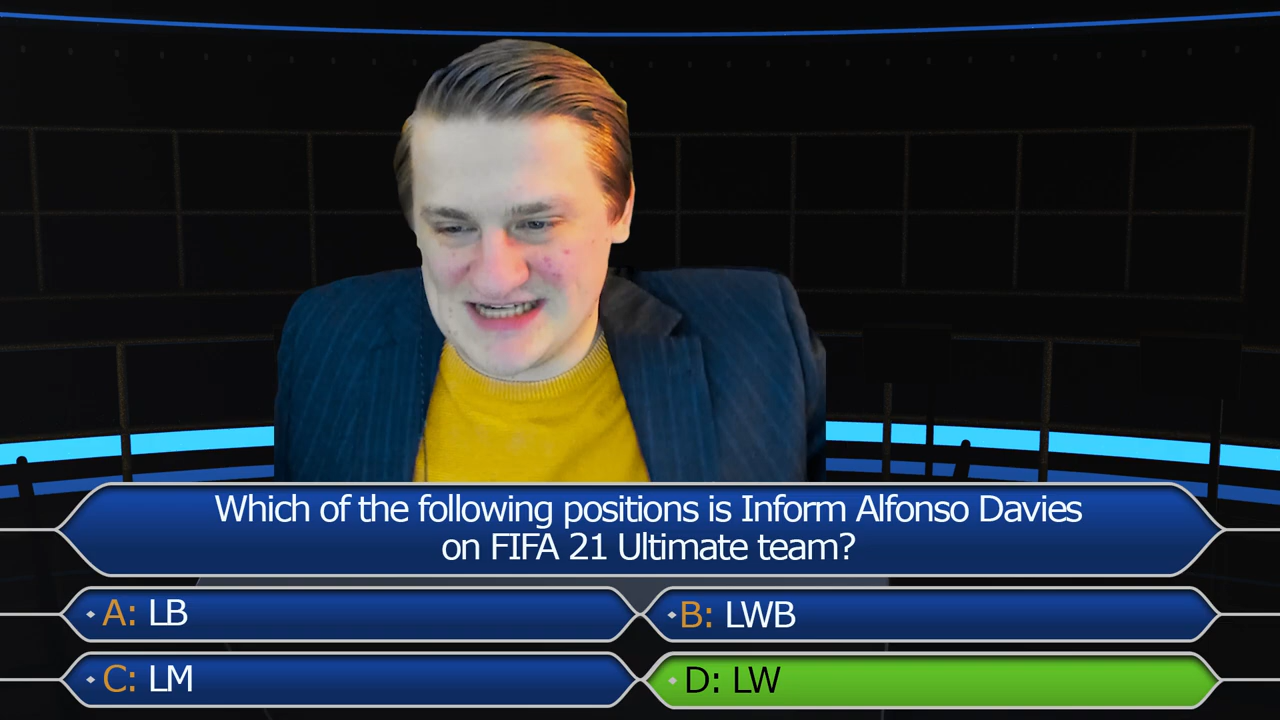 Which of the following positions is Inform Alfonso Davies
on FIFA 21 Ultimate team?
A: LB
B: LWB
C: LM
D: LW